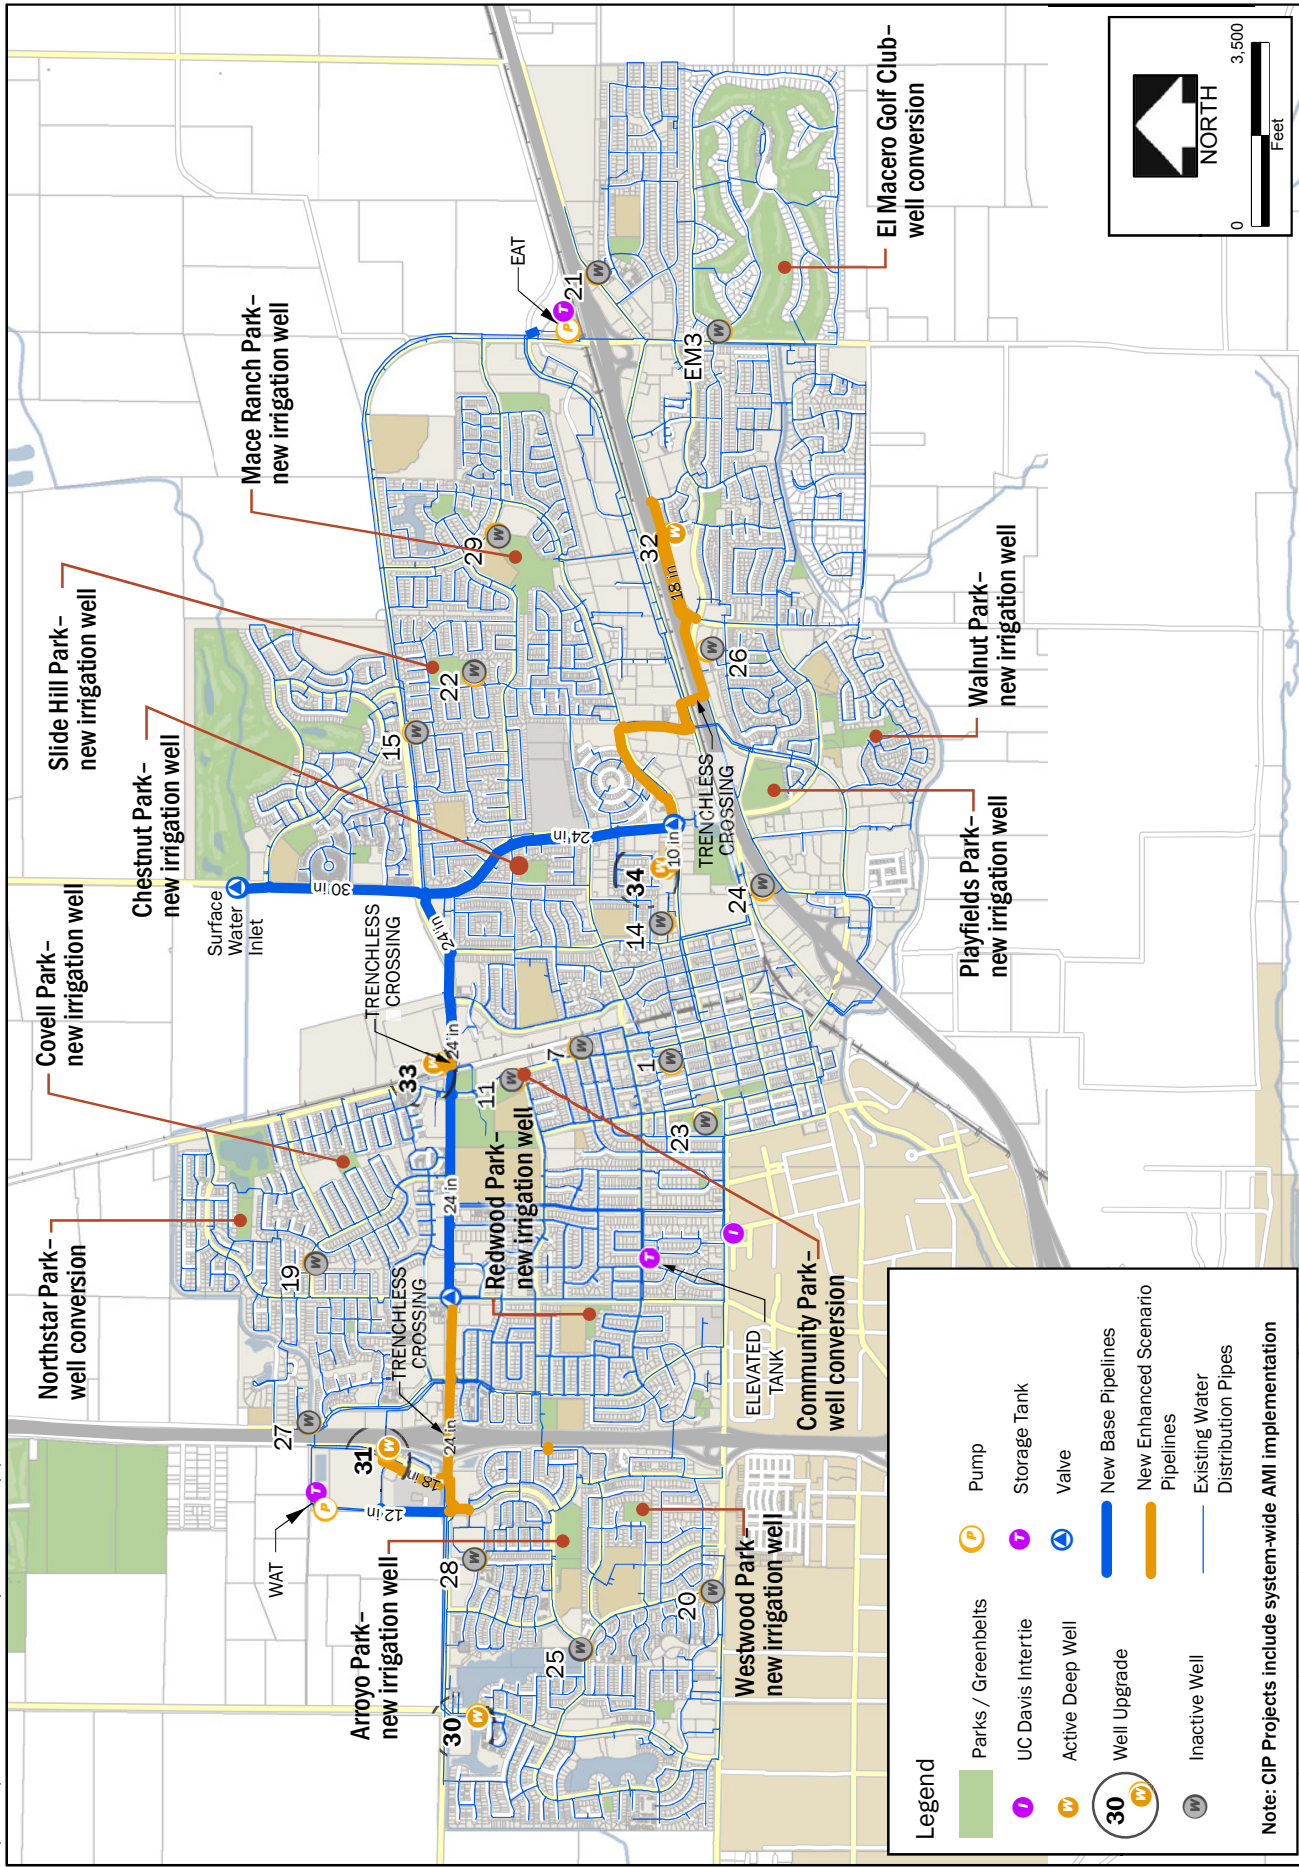 Northstar Park–
well conversion
Covell Park–
new irrigation well
Chestnut Park–
new irrigation well
Slide Hill Park–
new irrigation well
Mace Ranch Park–
new irrigation well
El Macero Golf Club–
well conversion
Arroyo Park–
new irrigation well
Westwood Park–
new irrigation well
Redwood Park–
new irrigation well
Community Park–
well conversion
Playfields Park–
new irrigation well
Walnut Park–
new irrigation well
Surface
Water
Inlet
TRENCHLESS
CROSSING
TRENCHLESS
CROSSING
TRENCHLESS
CROSSING
ELEVATED
TANK
WAT
EAT
P
T
P
T
T
I
30
W
25
M
20
M
28
M
31
W
27
M
19
M
33
W
11
M
7
M
1
M
23
M
14
M
34
W
24
M
15
M
22
M
29
M
26
M
32
W
21
M
EM3
M
12 in
18 in
24 in
24 in
24 in
24 in
30 in
24 in
10 in
18 in
NORTH
0
3,500
Feet
Legend
Parks / Greenbelts
I
UC Davis Intertie
W
Active Deep Well
30
W
Well Upgrade
M
Inactive Well
P
Pump
T
Storage Tank
Valve
New Base Pipelines
New Enhanced Scenario
Pipelines
Existing Water
Distribution Pipes
Note: CIP Projects include system-wide AMI implementation